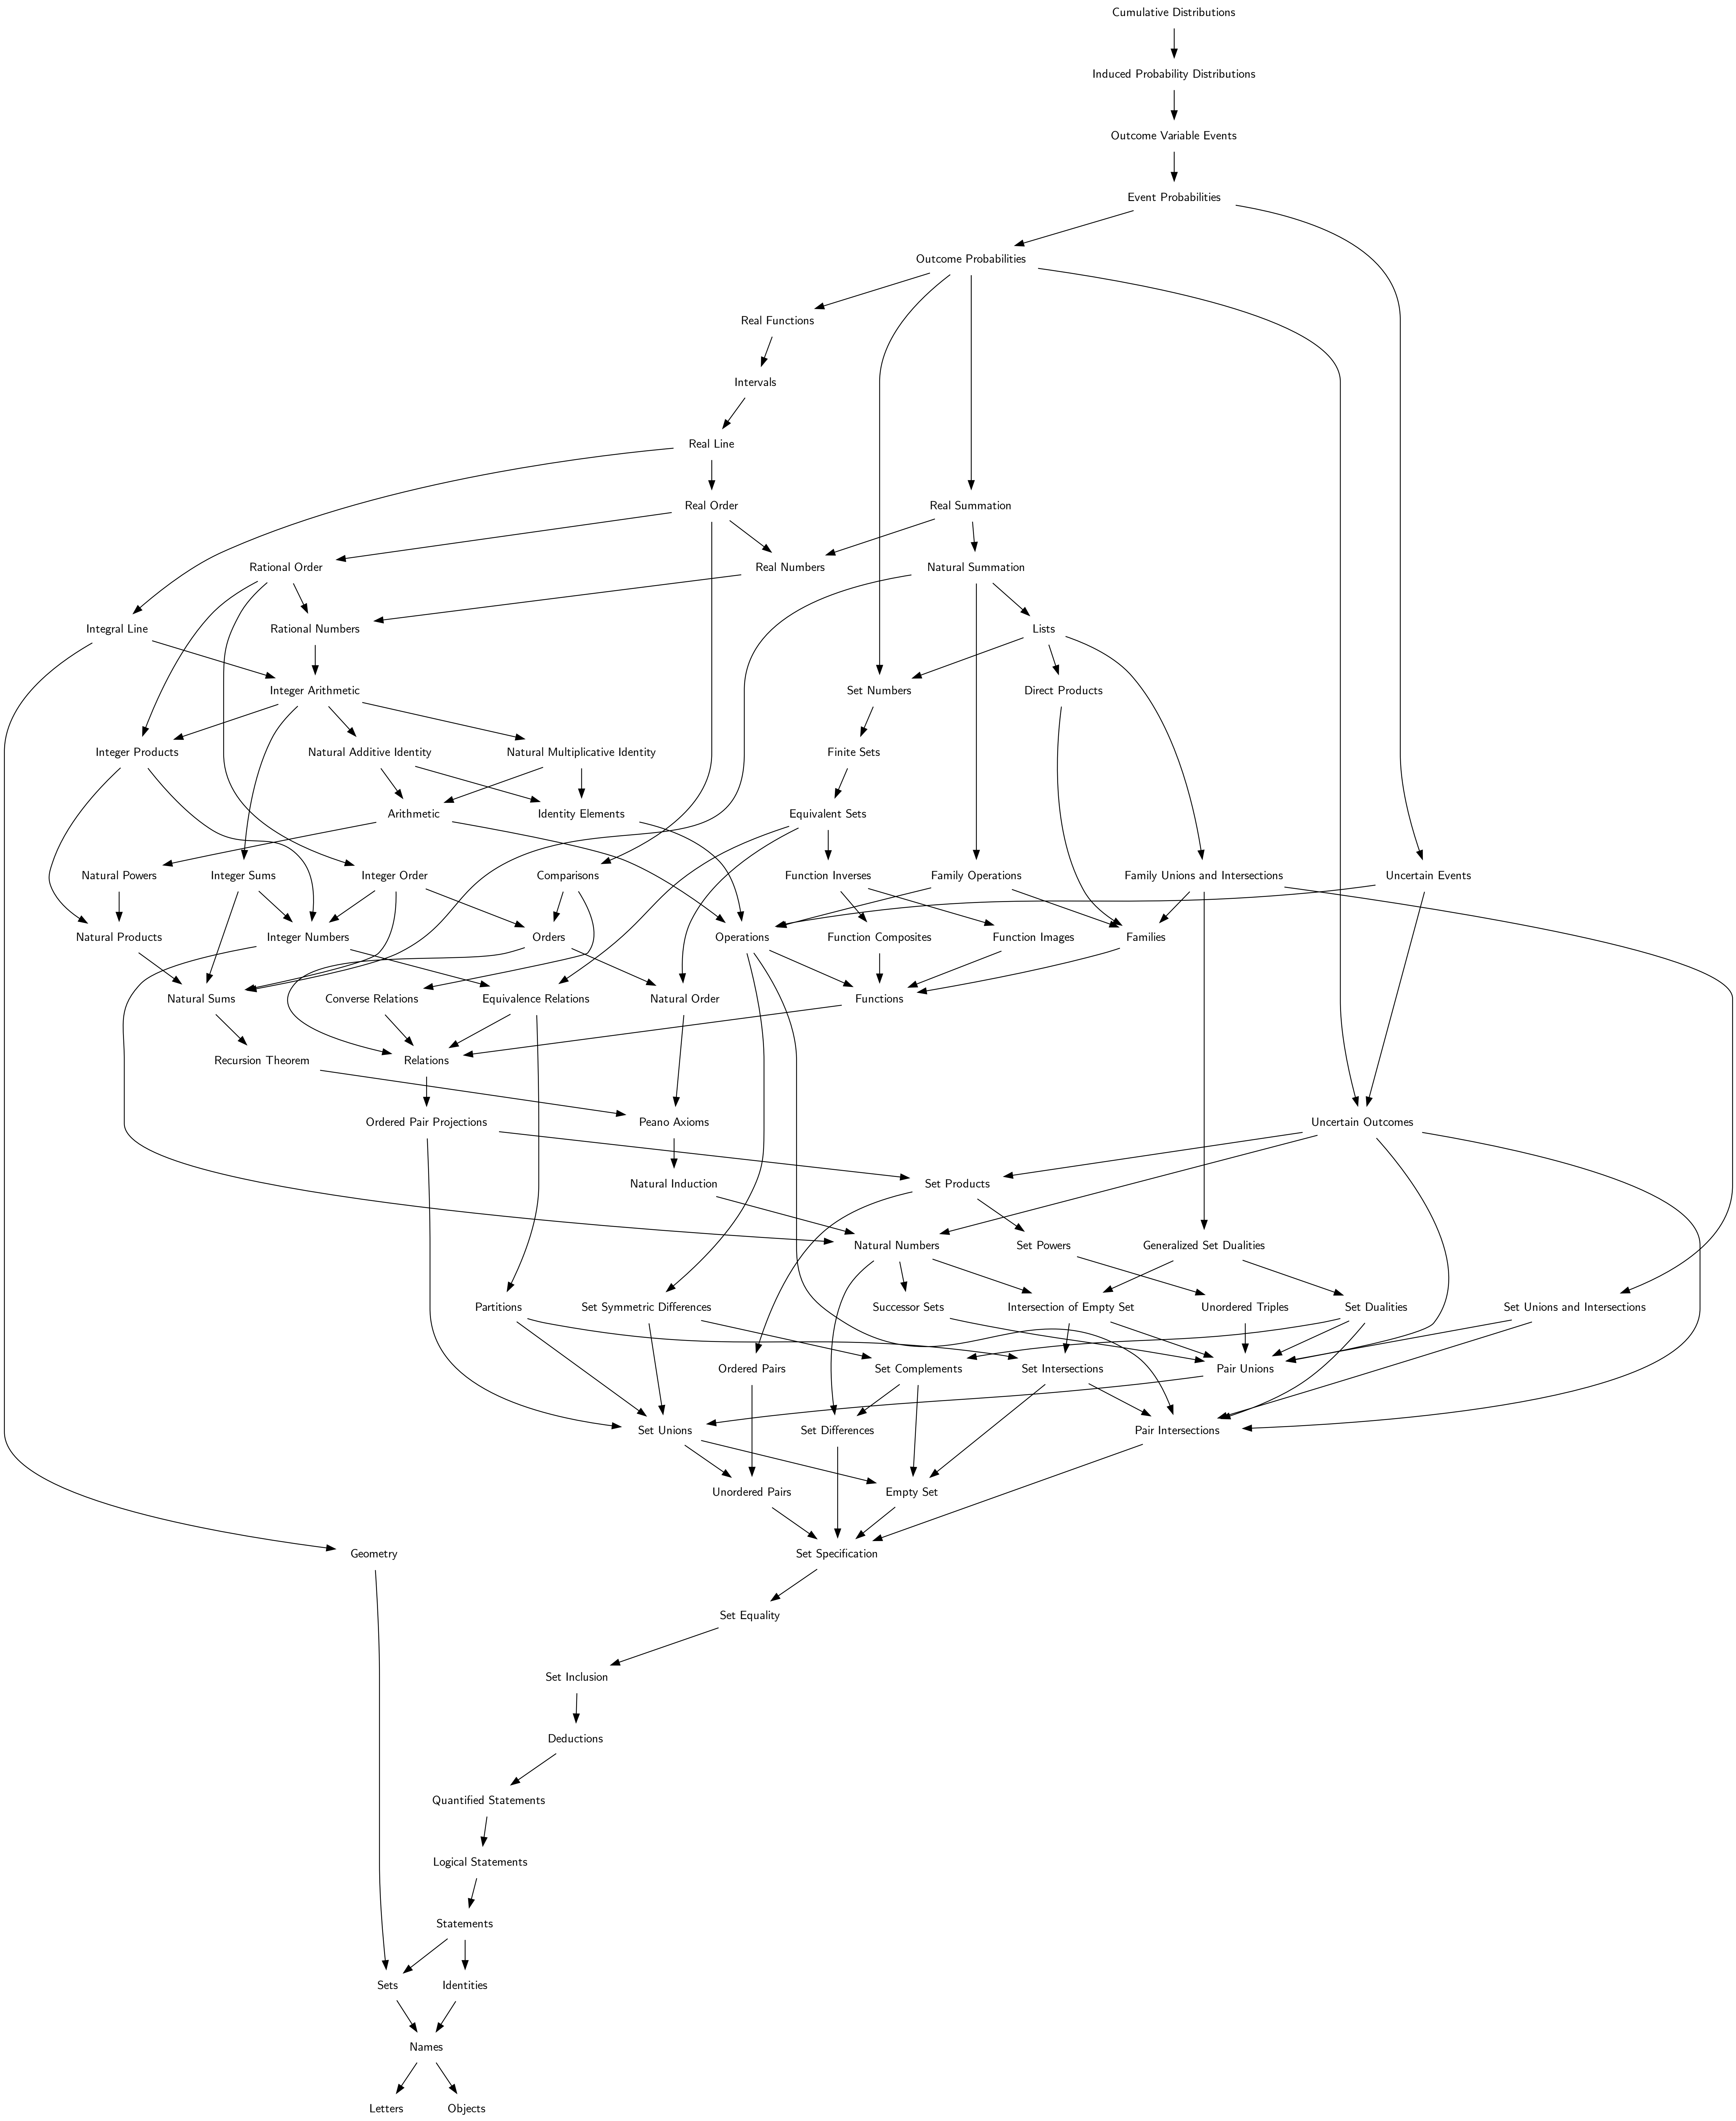 Cumulative Distributions
Induced Probability Distributions
Outcome Variable Events
Event Probabilities
Outcome Probabilities
Real Functions
Intervals
Real Line
Real Order
Real Summation
Rational Order
Real Numbers
Natural Summation
Integral Line
Rational Numbers
Lists
Integer Arithmetic
Set Numbers
Direct Products
Integer Products
Natural Additive Identity
Natural Multiplicative Identity
Finite Sets
Arithmetic
Identity Elements
Equivalent Sets
Natural Powers
Integer Sums
Integer Order
Comparisons
Function Inverses
Family Operations
Family Unions and Intersections
Uncertain Events
Natural Products
Integer Numbers
Orders
Operations
Function Composites
Function Images
Families
Natural Sums
Converse Relations
Equivalence Relations
Natural Order
Functions
Recursion Theorem
Relations
Ordered Pair Projections
Peano Axioms
Uncertain Outcomes
Natural Induction
Set Products
Natural Numbers
Set Powers
Generalized Set Dualities
Partitions
Set Symmetric Differences
Successor Sets
Intersection of Empty Set
Unordered Triples
Set Dualities
Set Unions and Intersections
Ordered Pairs
Set Complements
Set Intersections
Pair Unions
Set Unions
Set Differences
Pair Intersections
Unordered Pairs
Empty Set
Geometry
Set Specification
Set Equality
Set Inclusion
Deductions
Quantified Statements
Logical Statements
Statements
Sets
Identities
Names
Letters
Objects